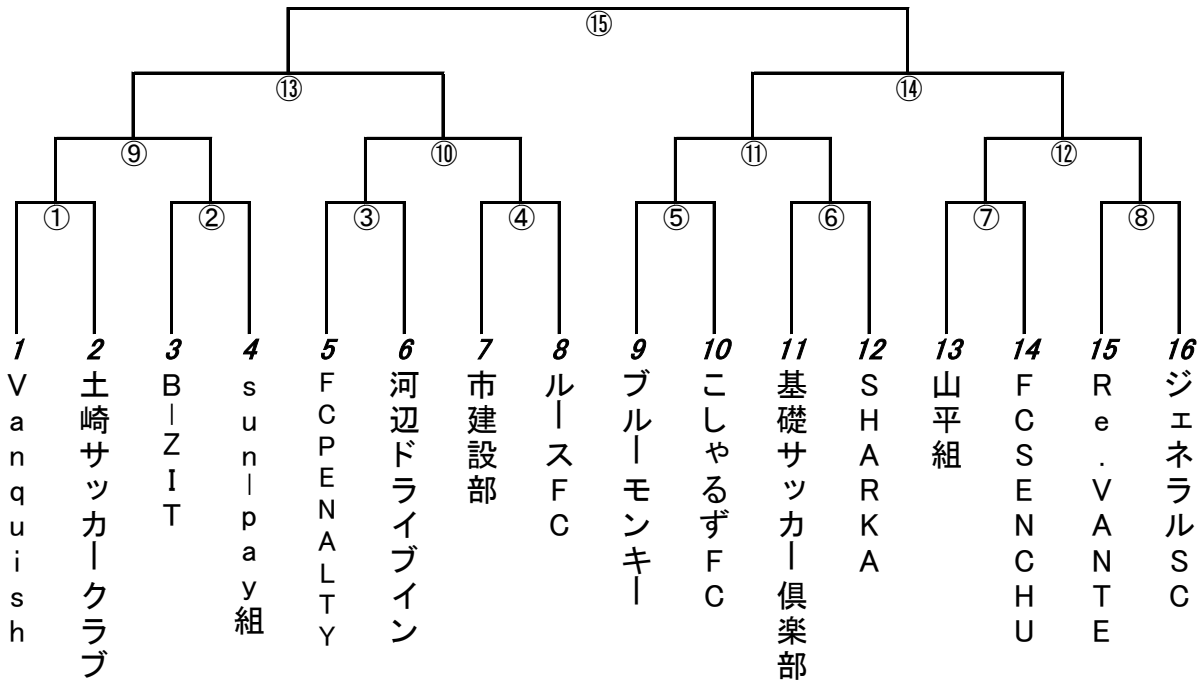 ⑮
⑬
⑭
⑨
⑩
⑪
⑫
①
②
③
④
⑤
⑥
⑦
⑧
1
2
3
4
5
6
7
8
9
10
11
12
13
14
15
16
Vanquish
土崎サッカークラブ
B－ZIT
sun－pay組
FCPENALTY
河辺ドライブイン
市建設部
ルースFC
ブルーモンキー
こしゃるずFC
基礎サッカー倶楽部
SHARKA
山平組
FCSENCHU
Re.VANTE
ジェネラルSC